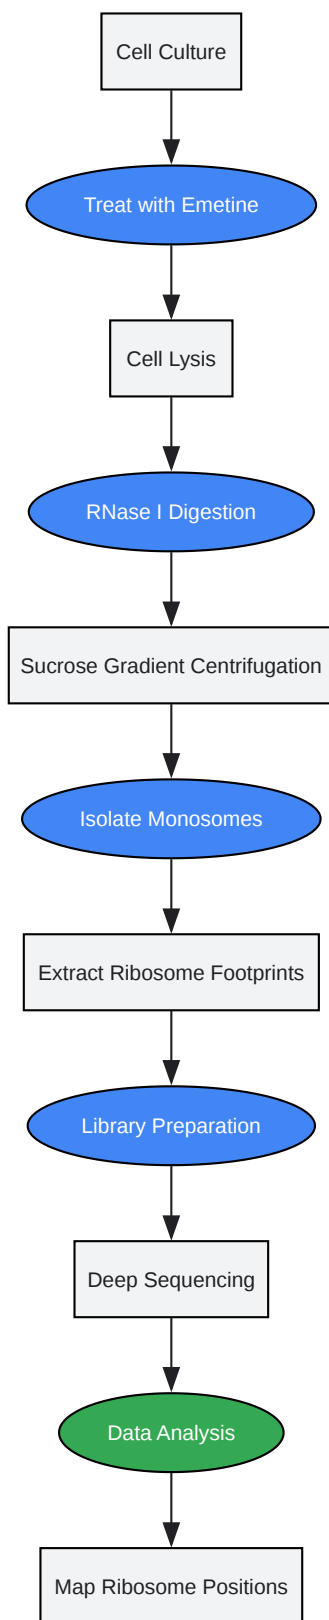 Cell Culture
Treat with Emetine
Cell Lysis
RNase I Digestion
Sucrose Gradient Centrifugation
Isolate Monosomes
Extract Ribosome Footprints
Library Preparation
Deep Sequencing
Data Analysis
Map Ribosome Positions